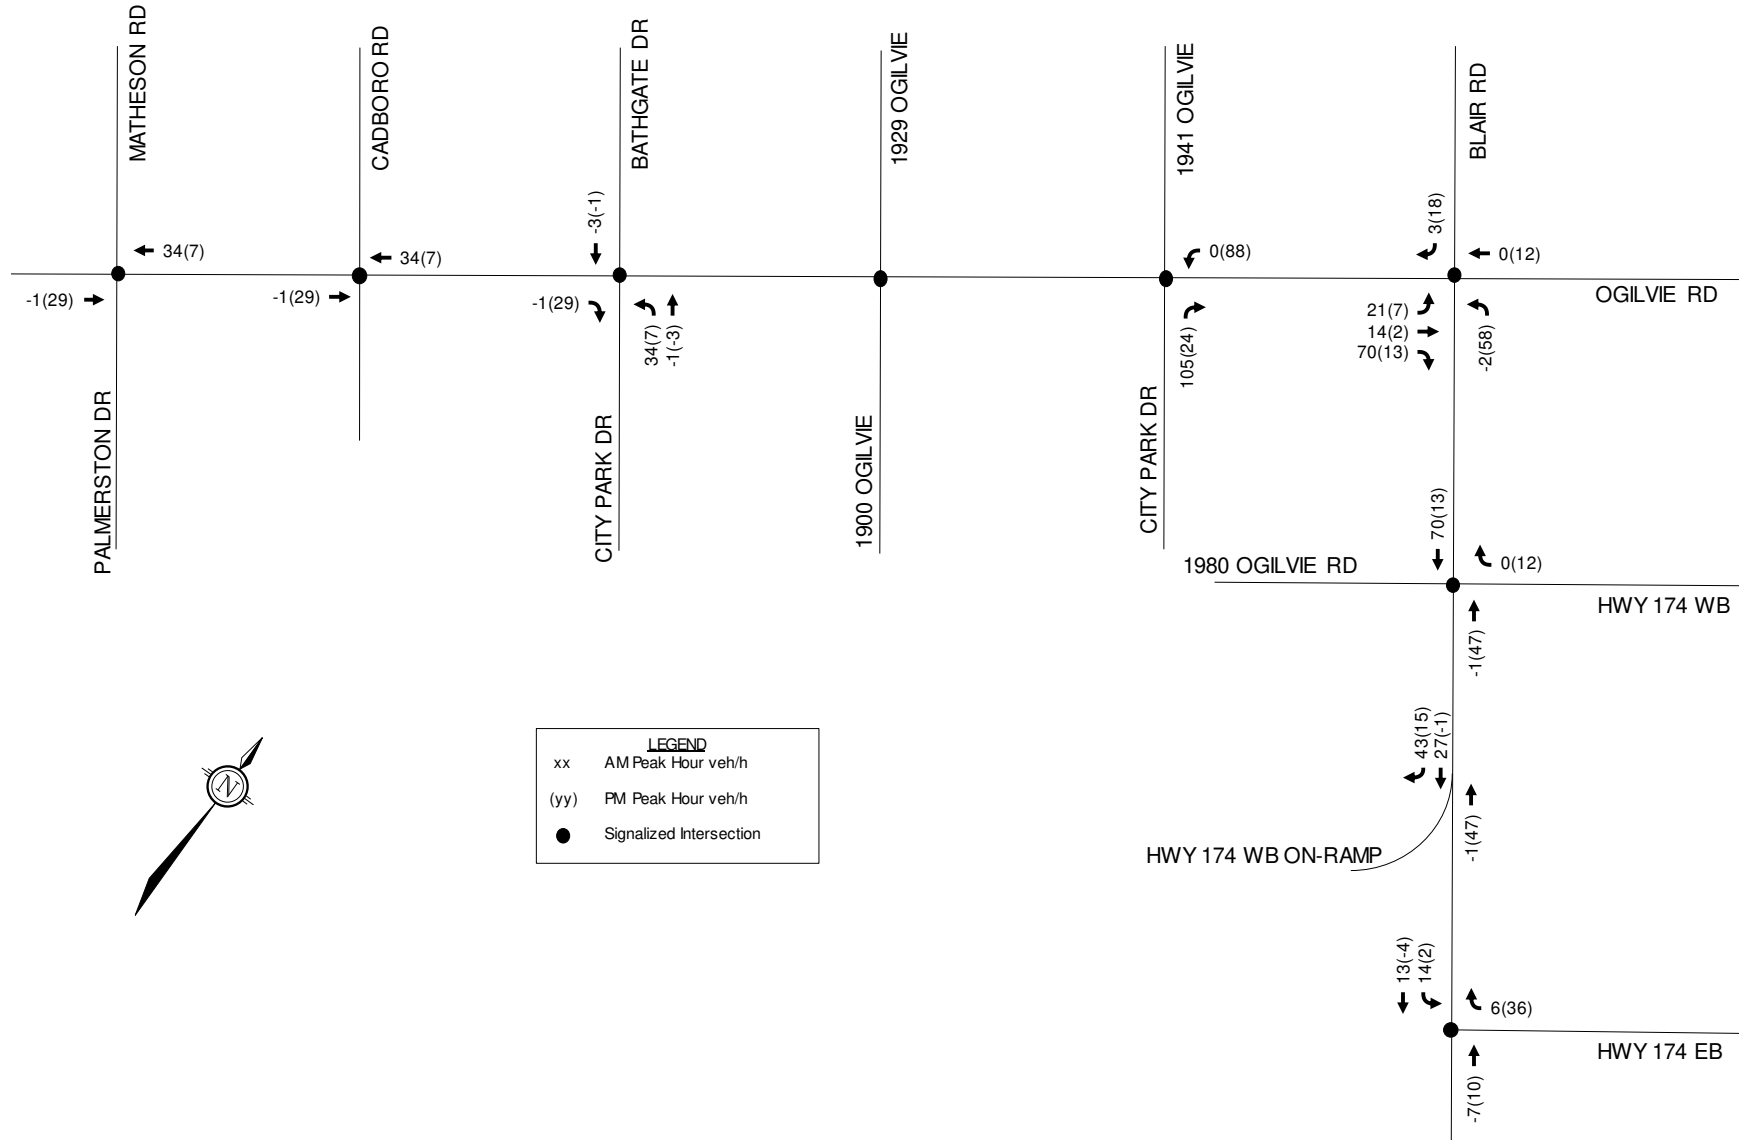 MATHESON RD
CADBORO RD
BATHGATE DR
1929 OGILVIE
1941 OGILVIE
BLAIR RD
34(7)
34(7)
-3(-1)
0(88)
3(18)
0(12)
-1(29)
-1(29)
-1(29)
34(7)
-1(-3)
105(24)
21(7)
14(2)
70(13)
-2(58)
OGILVIE RD
PALMERSTON DR
CITY PARK DR
1900 OGILVIE
CITY PARK DR
70(13)
0(12)
1980 OGILVIE RD
HWY 174 WB
-1(47)
43(15)
27(-1)
-1(47)
HWY 174 WB ON-RAMP
N
LEGEND
xx AM Peak Hour veh/h
(yy) PM Peak Hour veh/h
Signalized Intersection
13(-4)
14(2)
6(36)
HWY 174 EB
-7(10)